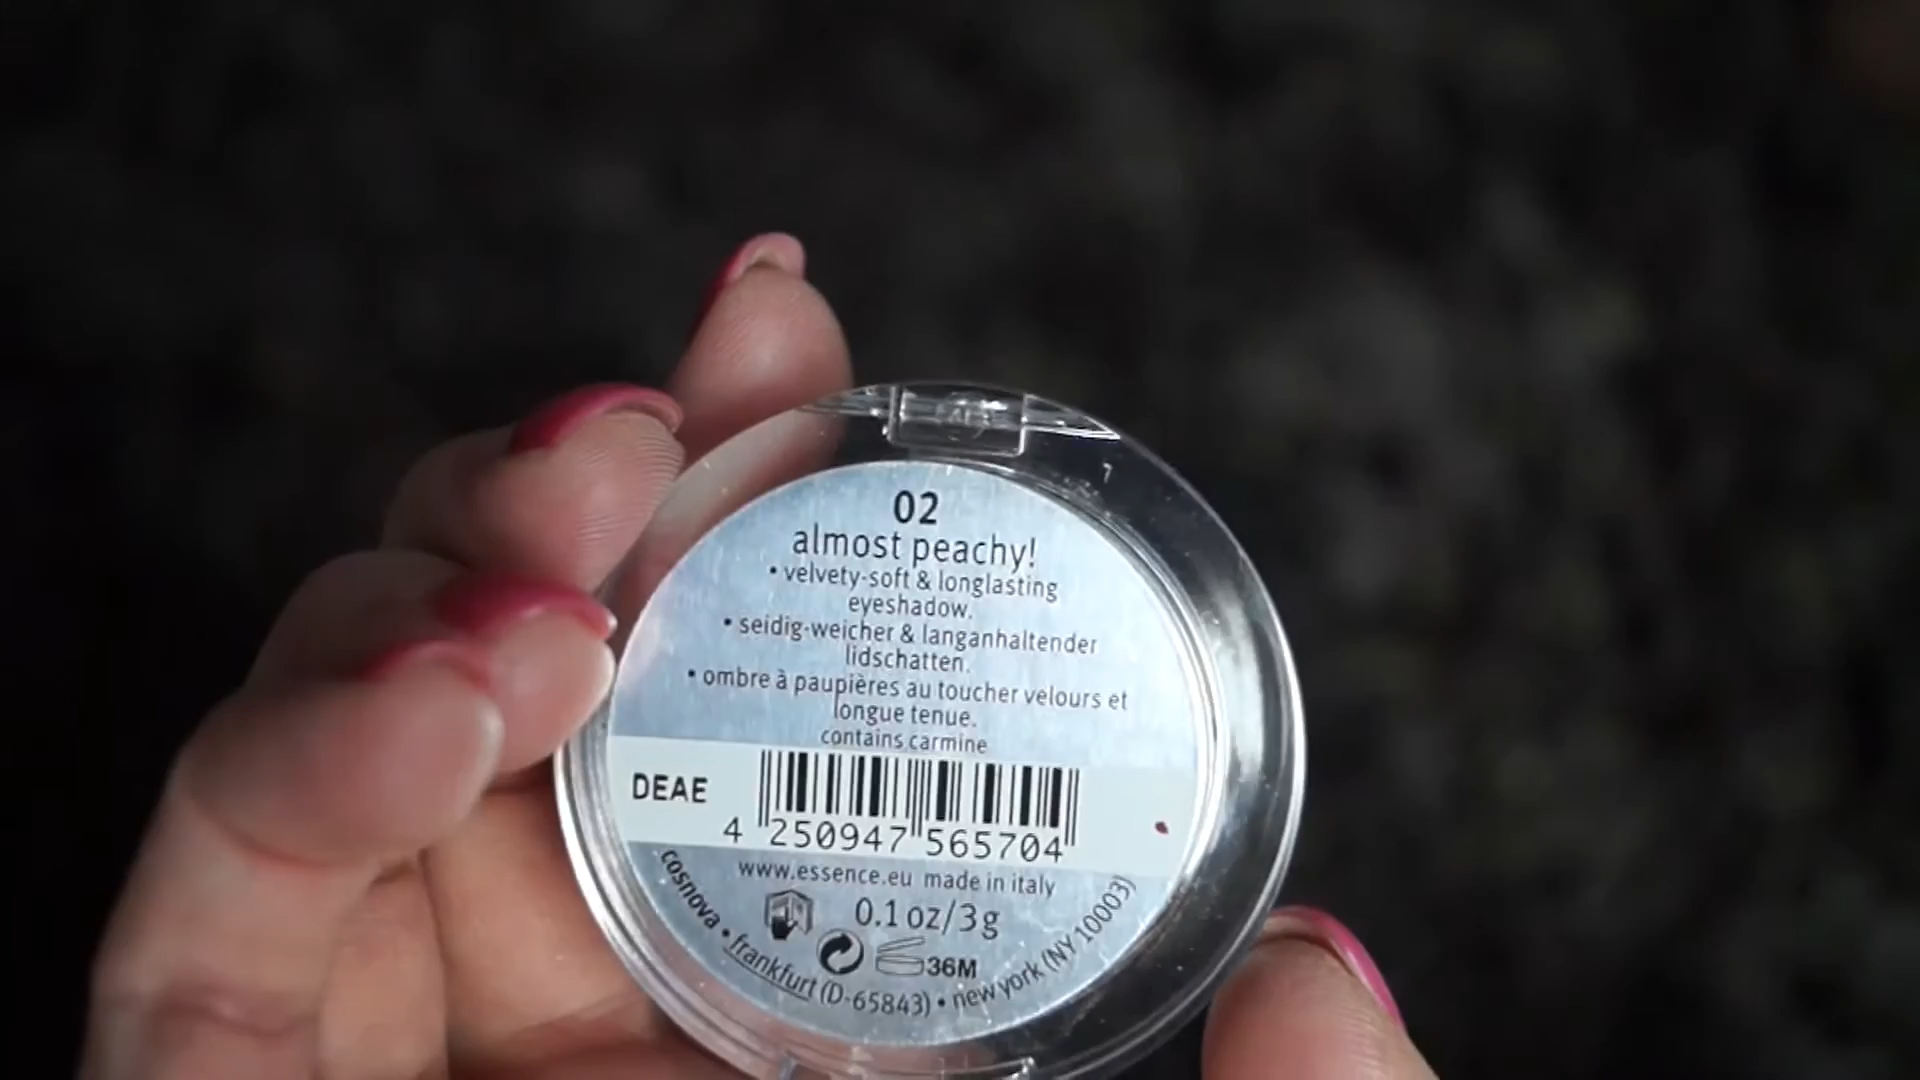 02
almost peachy!
• velvety-soft & longlasting
eyeshadow.
• seidig-weicher & langanhaltender
lidschatten.
• ombre à paupières au toucher velours et
longue tenue.
contains carmine
DEAE
4 250947 565704
www.essence.eu made in italy
0.1 oz/3 g
36M
cosnova • frankfurt (D-65843) • new york (NY 10003)